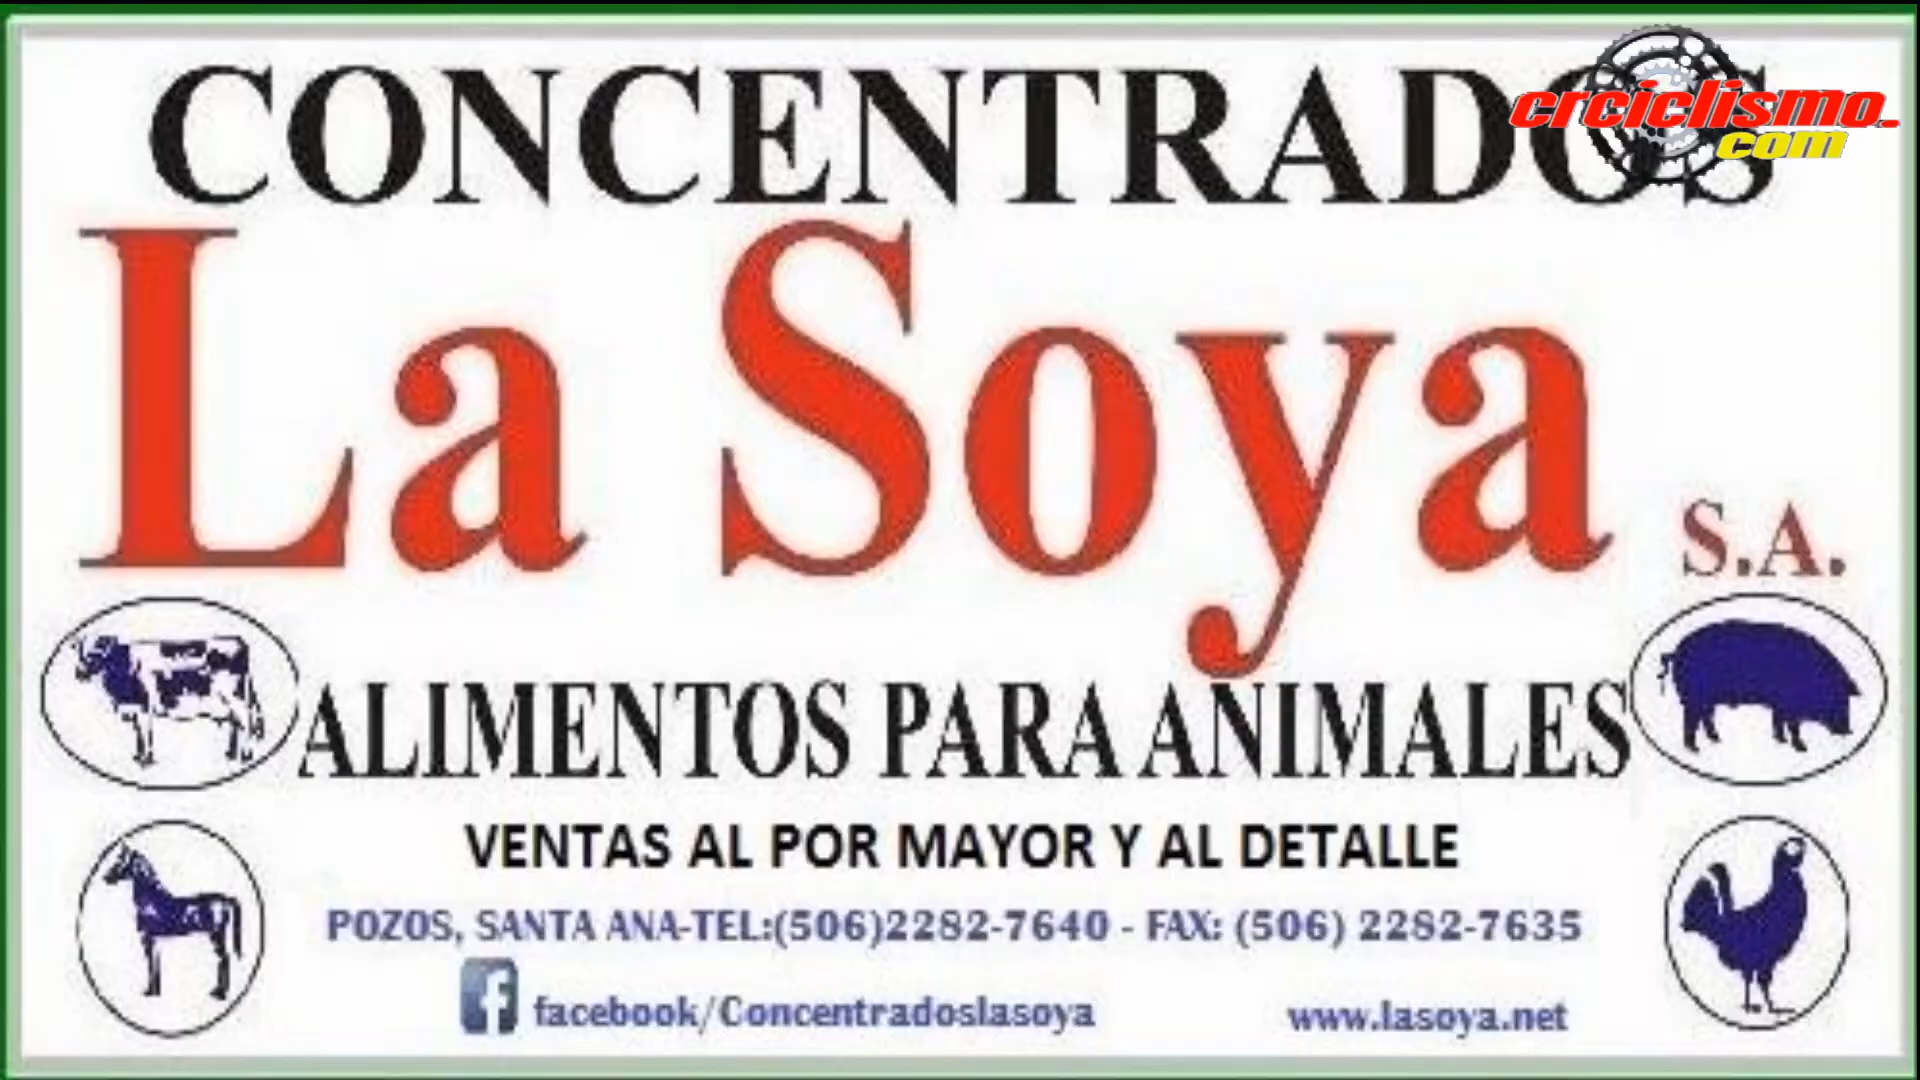 CONCENTRADOS
crciclismo.
com
La Soya
S.A.
ALIMENTOS PARA ANIMALES
VENTAS AL POR MAYOR Y AL DETALLE
POZOS, SANTA ANA-TEL:(506)2282-7640 - FAX: (506) 2282-7635
f facebook/Concentradoslasoya www.lasoya.net